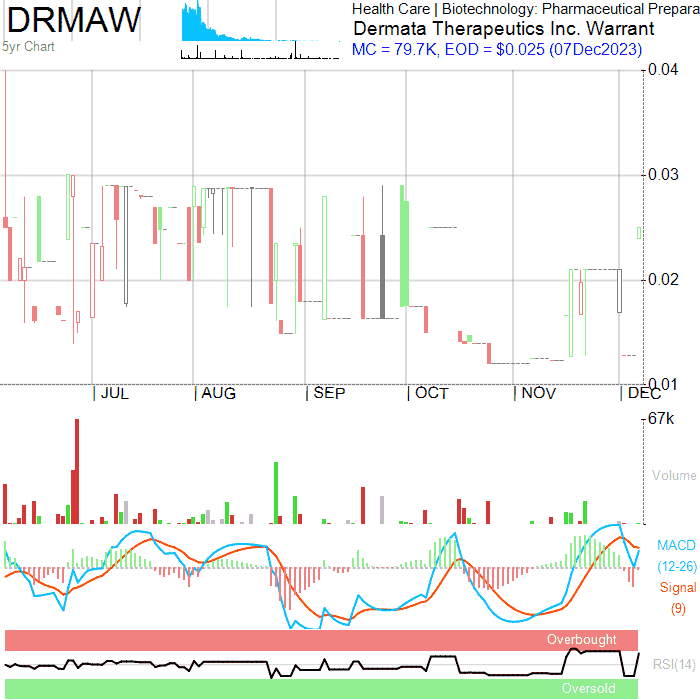 DRMAW
5yr Chart
Health Care | Biotechnology: Pharmaceutical Prepara
Dermata Therapeutics Inc. Warrant
MC = 79.7K, EOD = $0.025 (07Dec2023)
0.04
0.03
0.02
0.01
| JUL | AUG | SEP | OCT | NOV | DEC
67k
Volume
MACD
(12-26)
Signal
(9)
Overbought
RSI(14)
Oversold